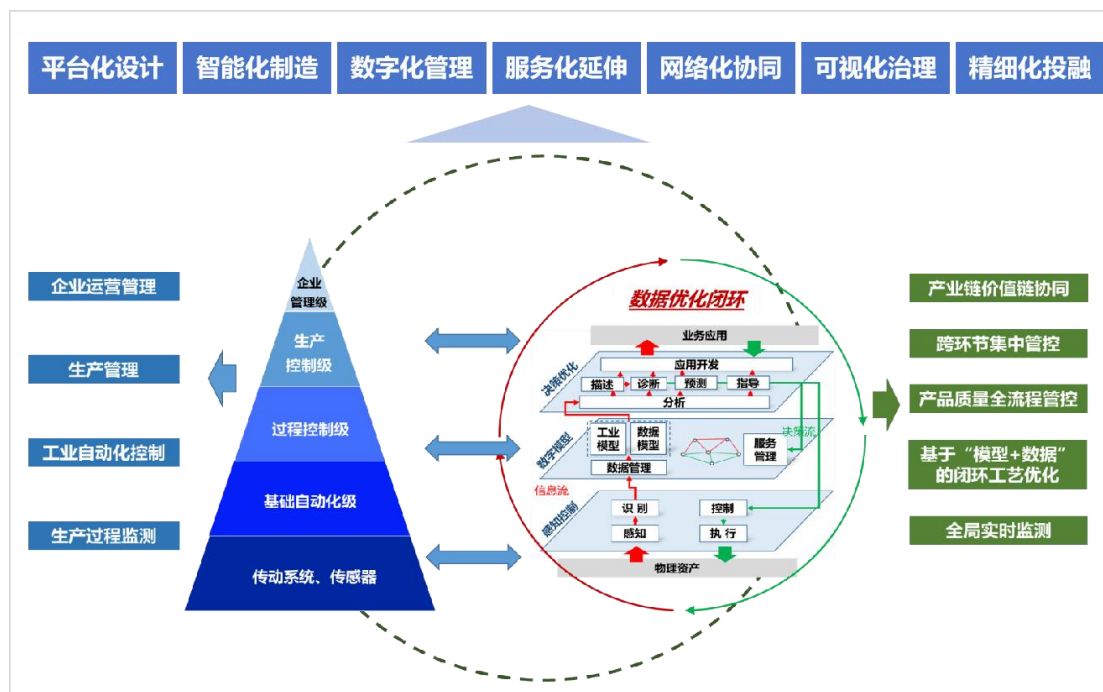 平台化设计
智能化制造
数字化管理
服务化延伸
网络化协同
可视化治理
精细化投融
企业运营管理
生产管理
工业自动化控制
生产过程监测
企业
管理级
生产
控制级
过程控制级
基础自动化级
传动系统、传感器
数据优化闭环
业务应用
决策优化
应用开发
描述
诊断
预测
指导
分析
数字模型
工业
模型
数据
模型
数据管理
决策流
服务
管理
信息流
感知控制
识别
控制
感知
执行
物理资产
产业链价值链协同
跨环节集中管控
产品质量全流程管控
基于“模型+数据”
的闭环工艺优化
全局实时监测